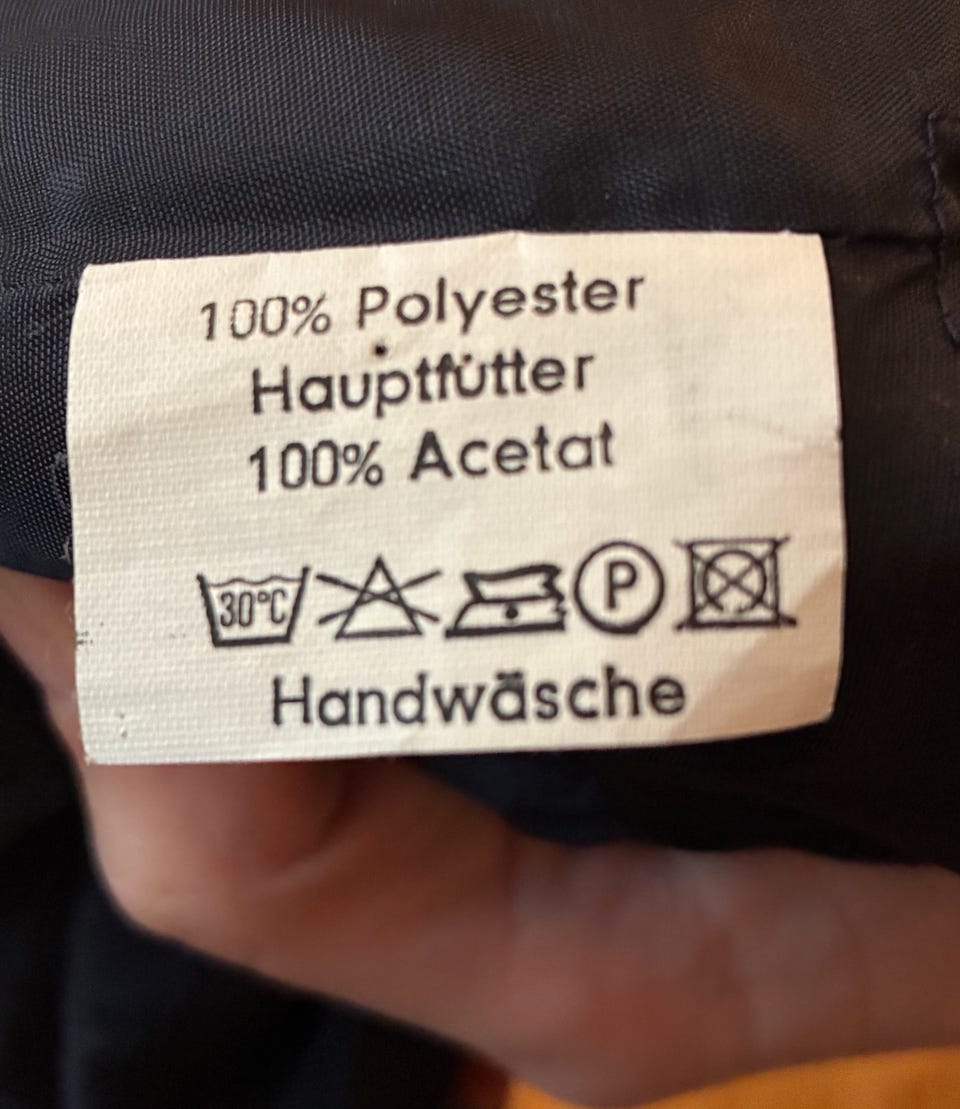 100% Polyester
Hauptfütter
100% Acetat
30°C P
Handwäsche